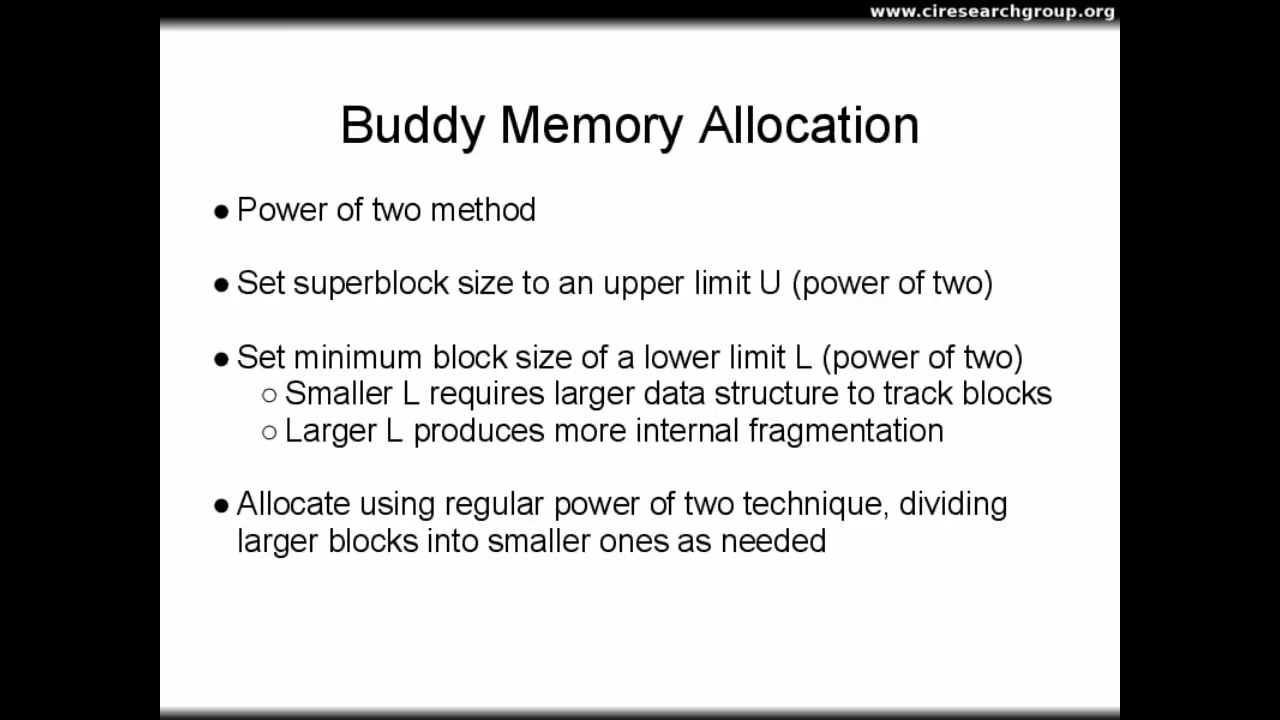 www.ciresearchgroup.org
Buddy Memory Allocation
● Power of two method
● Set superblock size to an upper limit U (power of two)
● Set minimum block size of a lower limit L (power of two)
○ Smaller L requires larger data structure to track blocks
○ Larger L produces more internal fragmentation
● Allocate using regular power of two technique, dividing
larger blocks into smaller ones as needed